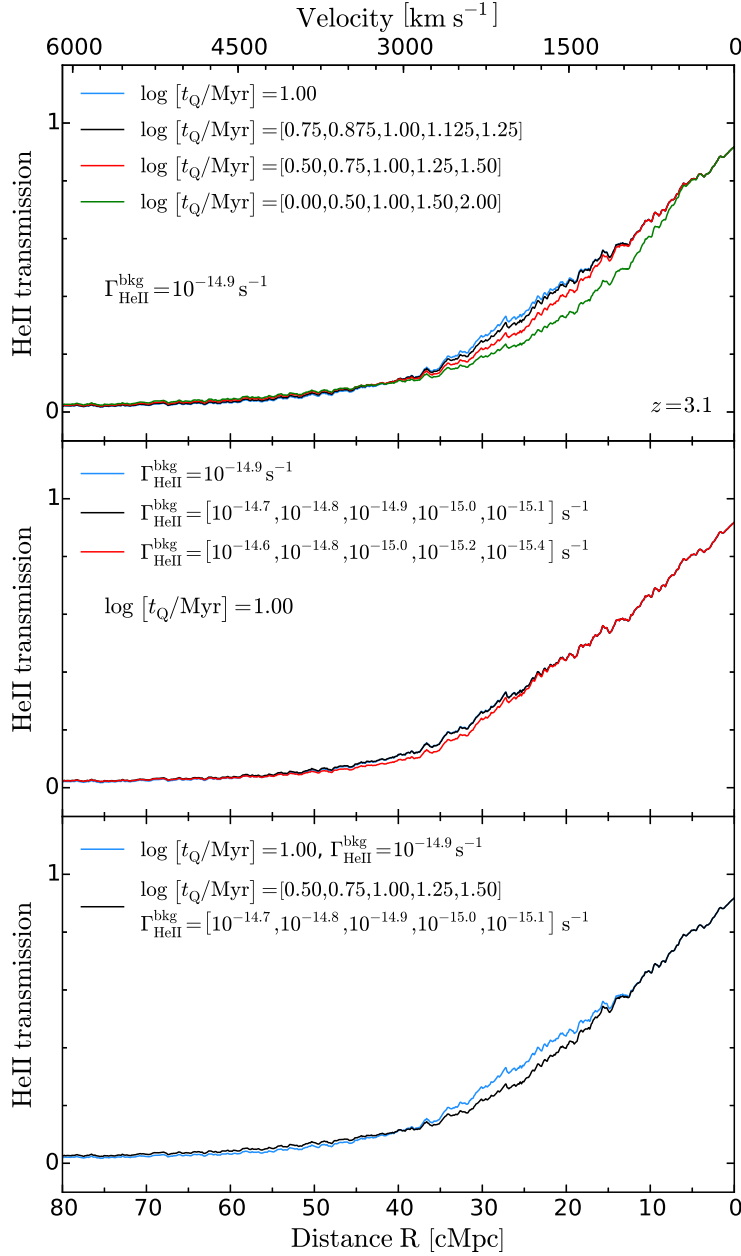 Velocity [km s⁻¹]
6000 4500 3000 1500 0
log [t_Q/Myr]=1.00
log [t_Q/Myr]=[0.75,0.875,1.00,1.125,1.25]
log [t_Q/Myr]=[0.50,0.75,1.00,1.25,1.50]
log [t_Q/Myr]=[0.00,0.50,1.00,1.50,2.00]
Γ^bkg_HeII=10^−14.9 s⁻¹
z=3.1
1
0
HeII transmission
Γ^bkg_HeII=10^−14.9 s⁻¹
Γ^bkg_HeII=[10^−14.7,10^−14.8,10^−14.9,10^−15.0,10^−15.1] s⁻¹
Γ^bkg_HeII=[10^−14.6,10^−14.8,10^−15.0,10^−15.2,10^−15.4] s⁻¹
log [t_Q/Myr]=1.00
1
0
HeII transmission
log [t_Q/Myr]=1.00, Γ^bkg_HeII=10^−14.9 s⁻¹
log [t_Q/Myr]=[0.50,0.75,1.00,1.25,1.50]
Γ^bkg_HeII=[10^−14.7,10^−14.8,10^−14.9,10^−15.0,10^−15.1] s⁻¹
1
0
HeII transmission
80 70 60 50 40 30 20 10 0
Distance R [cMpc]